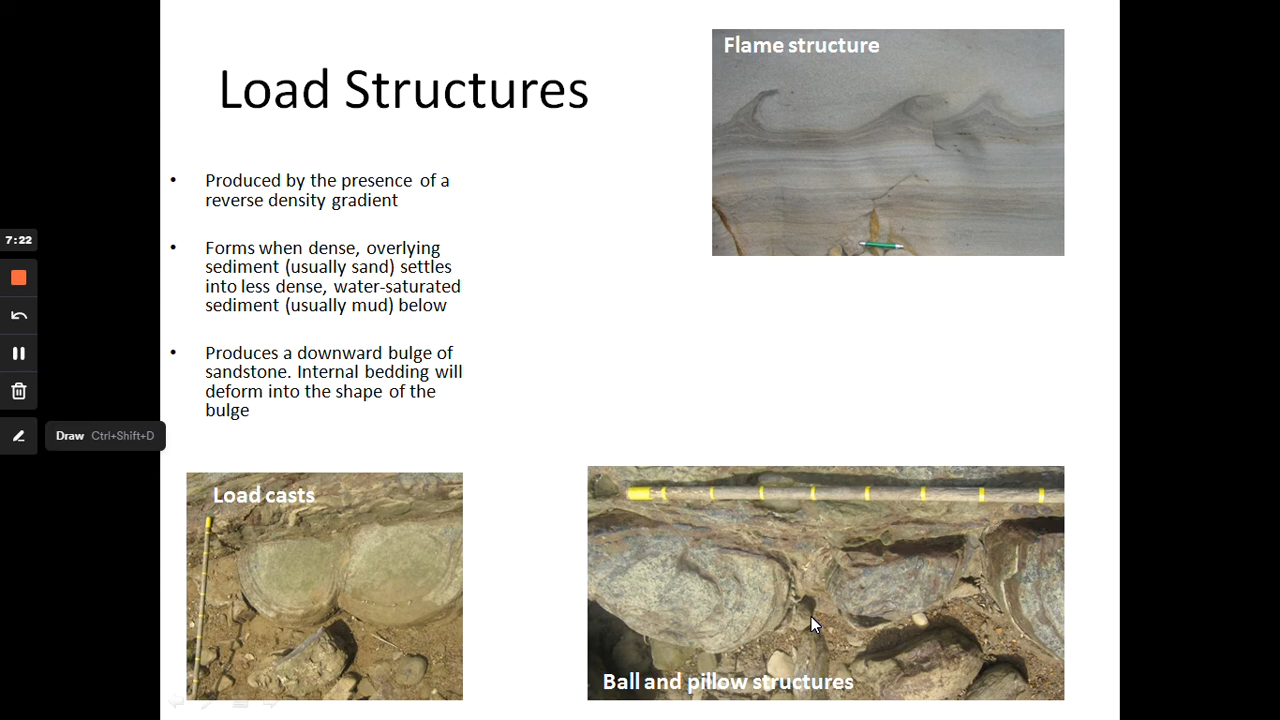 Flame structure
Load Structures
• Produced by the presence of a
reverse density gradient
• Forms when dense, overlying
sediment (usually sand) settles
into less dense, water-saturated
sediment (usually mud) below
• Produces a downward bulge of
sandstone. Internal bedding will
deform into the shape of the
bulge
7:22
Draw Ctrl+Shift+D
Load casts
Ball and pillow structures